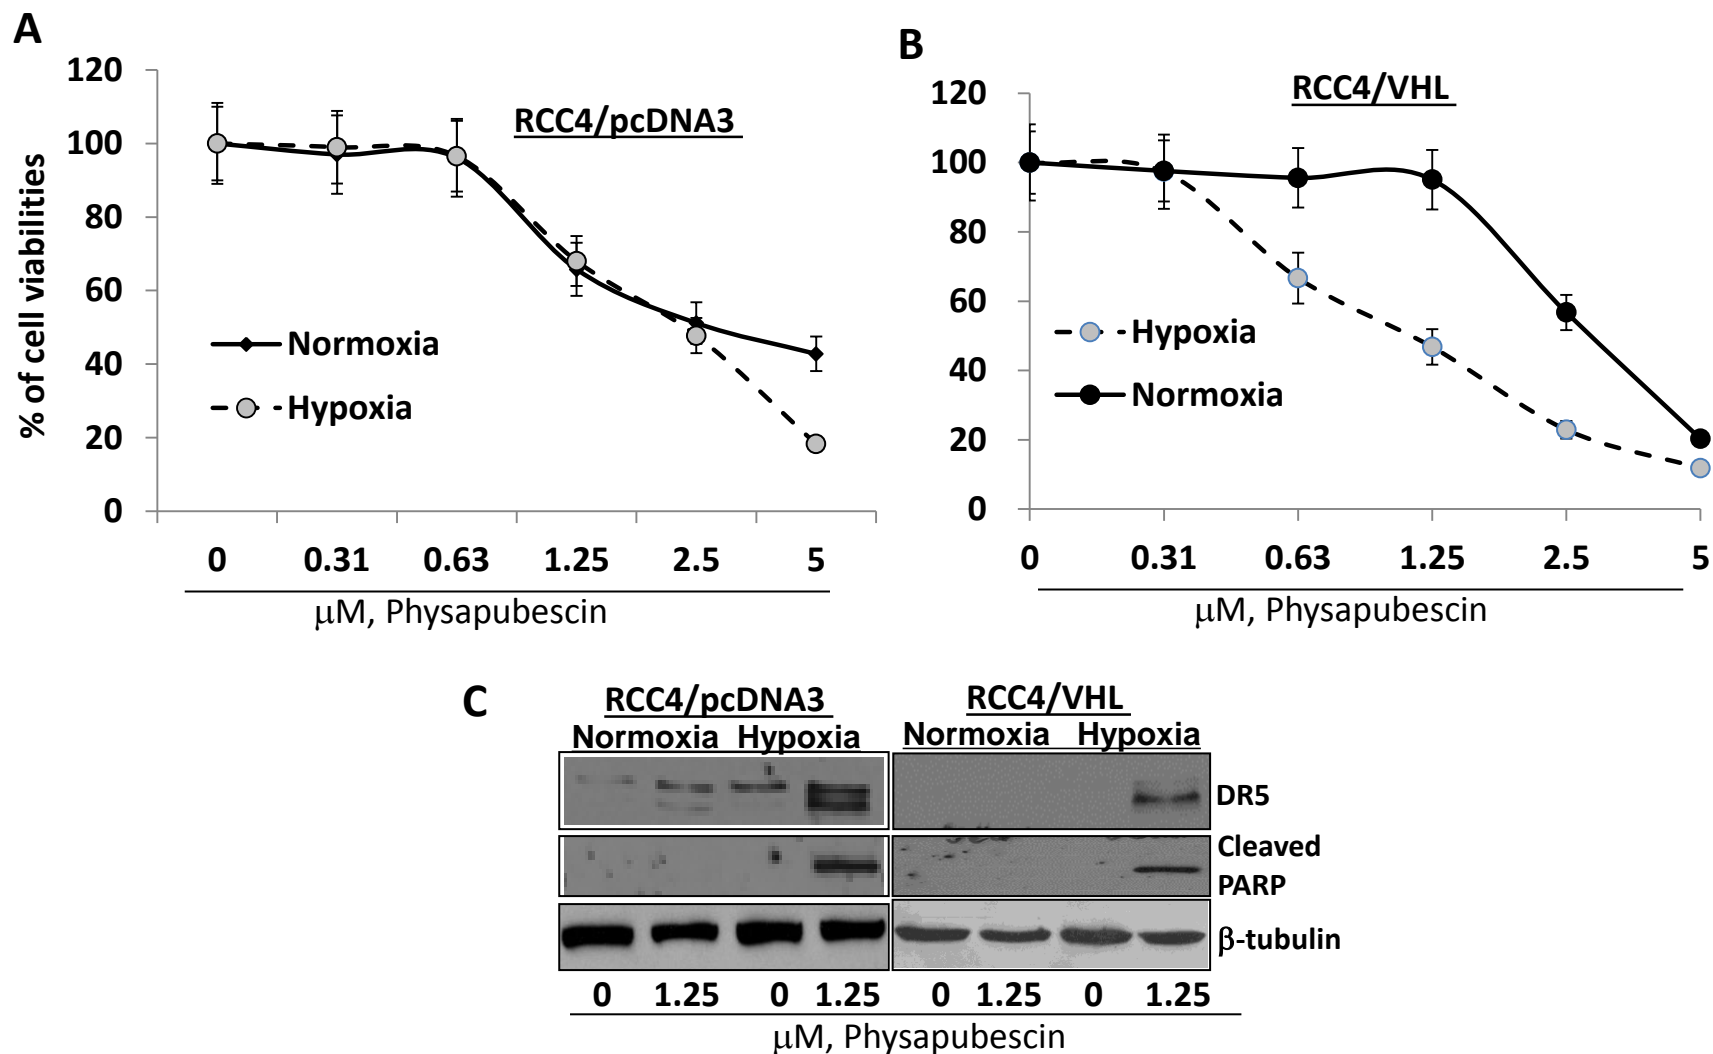 A
RCC4/pcDNA3
% of cell viabilities
120
100
80
60
40
20
0
Normoxia
Hypoxia
0 0.31 0.63 1.25 2.5 5
μM, Physapubescin
B
RCC4/VHL
120
100
80
60
40
20
0
Hypoxia
Normoxia
0 0.31 0.63 1.25 2.5 5
μM, Physapubescin
C
RCC4/pcDNA3 RCC4/VHL
Normoxia Hypoxia Normoxia Hypoxia
DR5
Cleaved
PARP
β-tubulin
0 1.25 0 1.25 0 1.25 0 1.25
μM, Physapubescin